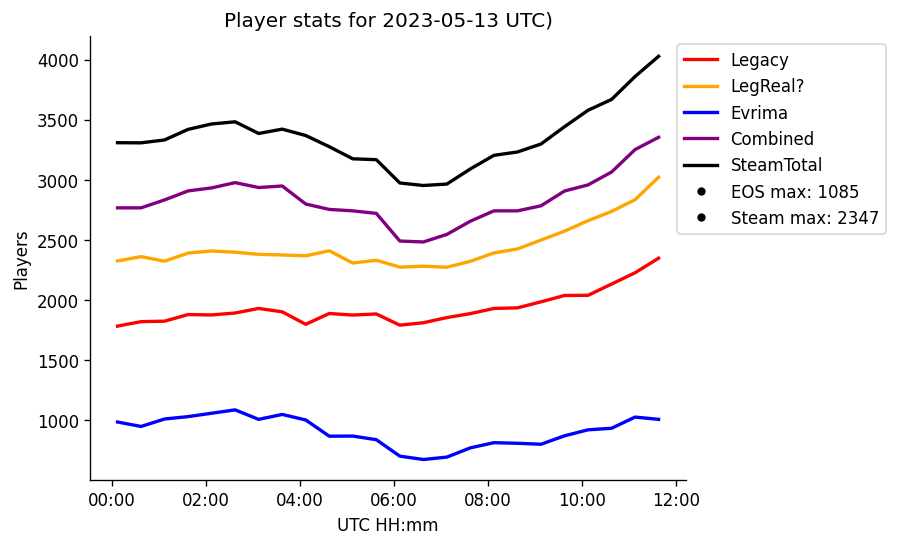 Player stats for 2023-05-13 UTC)
4000
3500
3000
2500
2000
1500
1000
Players
00:00 02:00 04:00 06:00 08:00 10:00 12:00
UTC HH:mm
Legacy
LegReal?
Evrima
Combined
SteamTotal
EOS max: 1085
Steam max: 2347